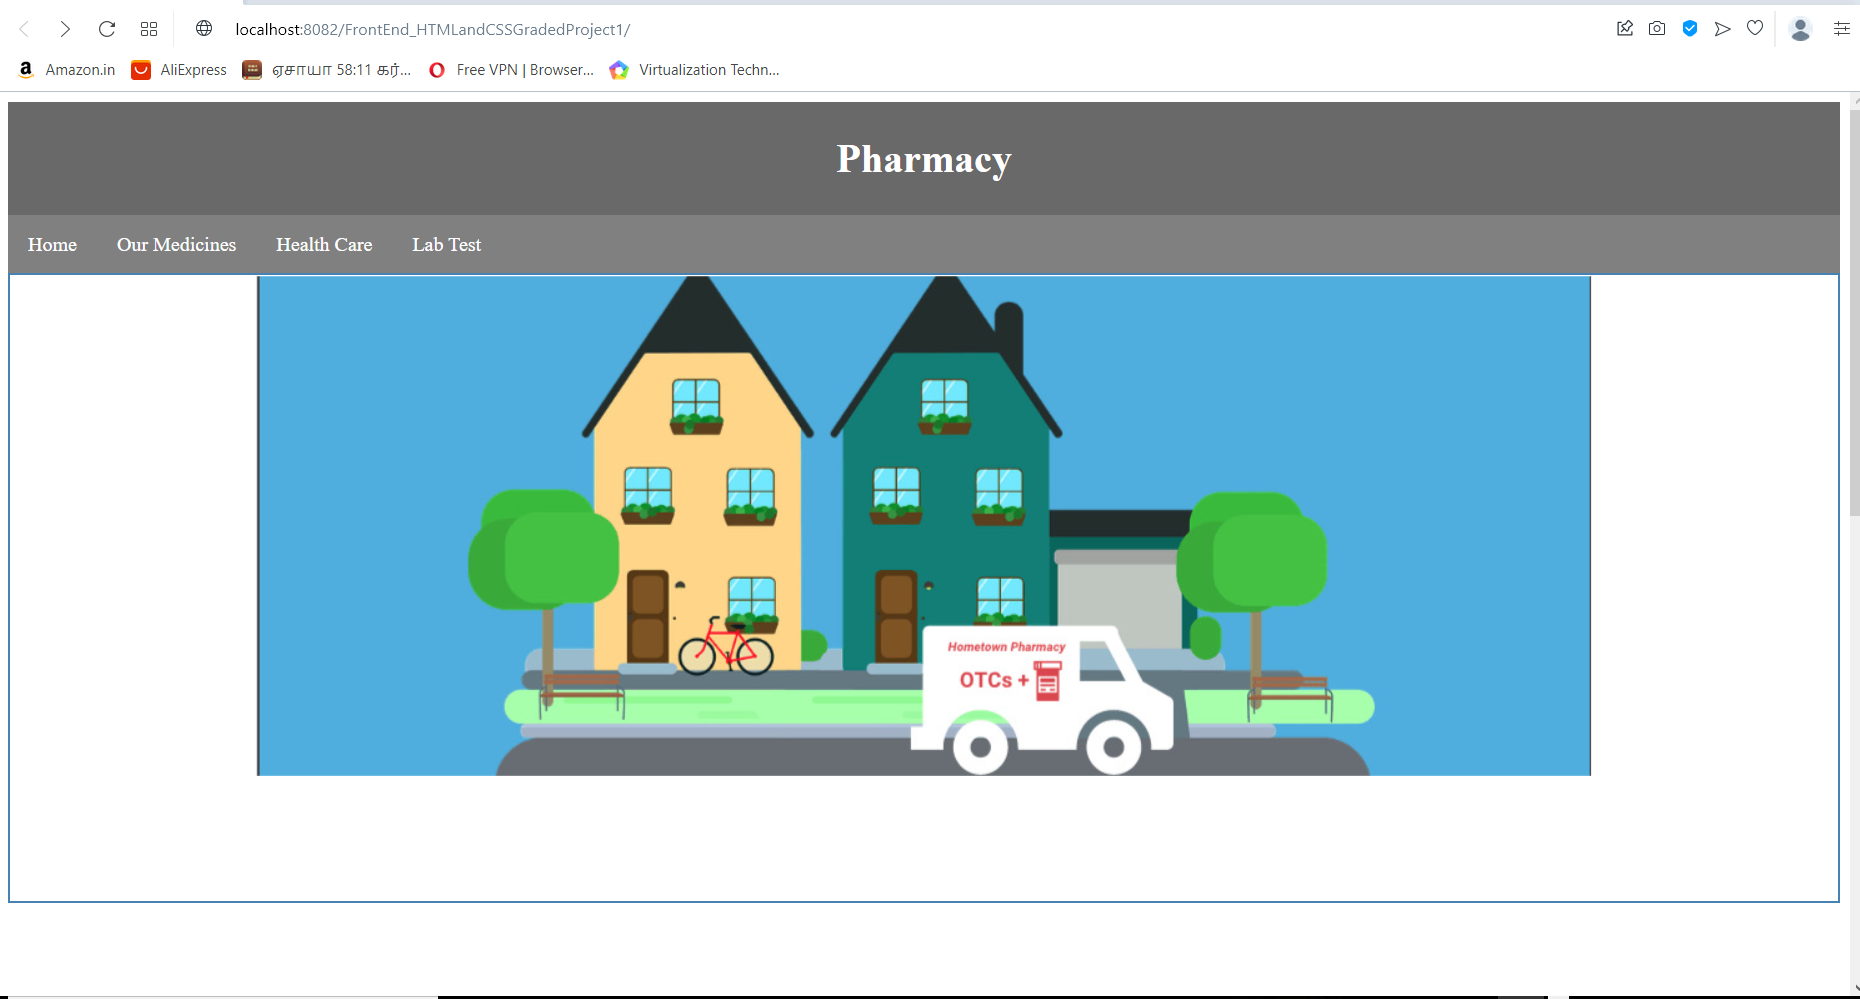 localhost:8082/FrontEnd_HTMLandCSSGradedProject1/
Amazon.in AliExpress ஏசாயா 58:11 கர்... Free VPN | Browser... Virtualization Techn...
Pharmacy
Home Our Medicines Health Care Lab Test
Hometown Pharmacy
OTCs +